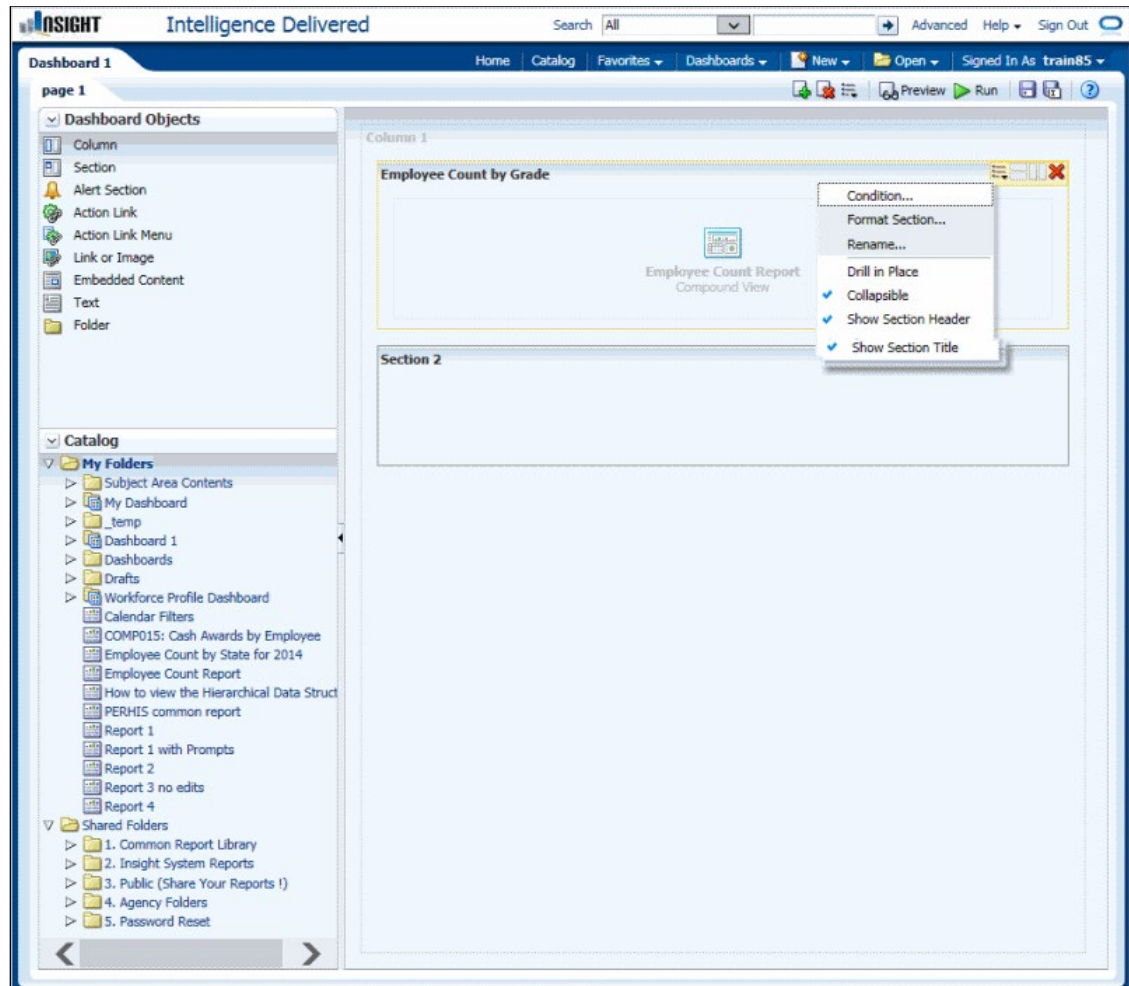 INSIGHT Intelligence Delivered Search All Advanced Help Sign Out
Dashboard 1 Home Catalog Favorites Dashboards New Open Signed In As train85
page 1 Preview Run
Dashboard Objects
Column
Section
Alert Section
Action Link
Action Link Menu
Link or Image
Embedded Content
Text
Folder
Catalog
My Folders
Subject Area Contents
My Dashboard
_temp
Dashboard 1
Dashboards
Drafts
Workforce Profile Dashboard
Calendar Filters
COMP015: Cash Awards by Employee
Employee Count by State for 2014
Employee Count Report
How to view the Hierarchical Data Struct
PERHIS common report
Report 1
Report 1 with Prompts
Report 2
Report 3 no edits
Report 4
Shared Folders
1. Common Report Library
2. Insight System Reports
3. Public (Share Your Reports !)
4. Agency Folders
5. Password Reset
Column 1
Employee Count by Grade
Employee Count Report
Compound View
Condition...
Format Section...
Rename...
Drill in Place
Collapsible
Show Section Header
Show Section Title
Section 2